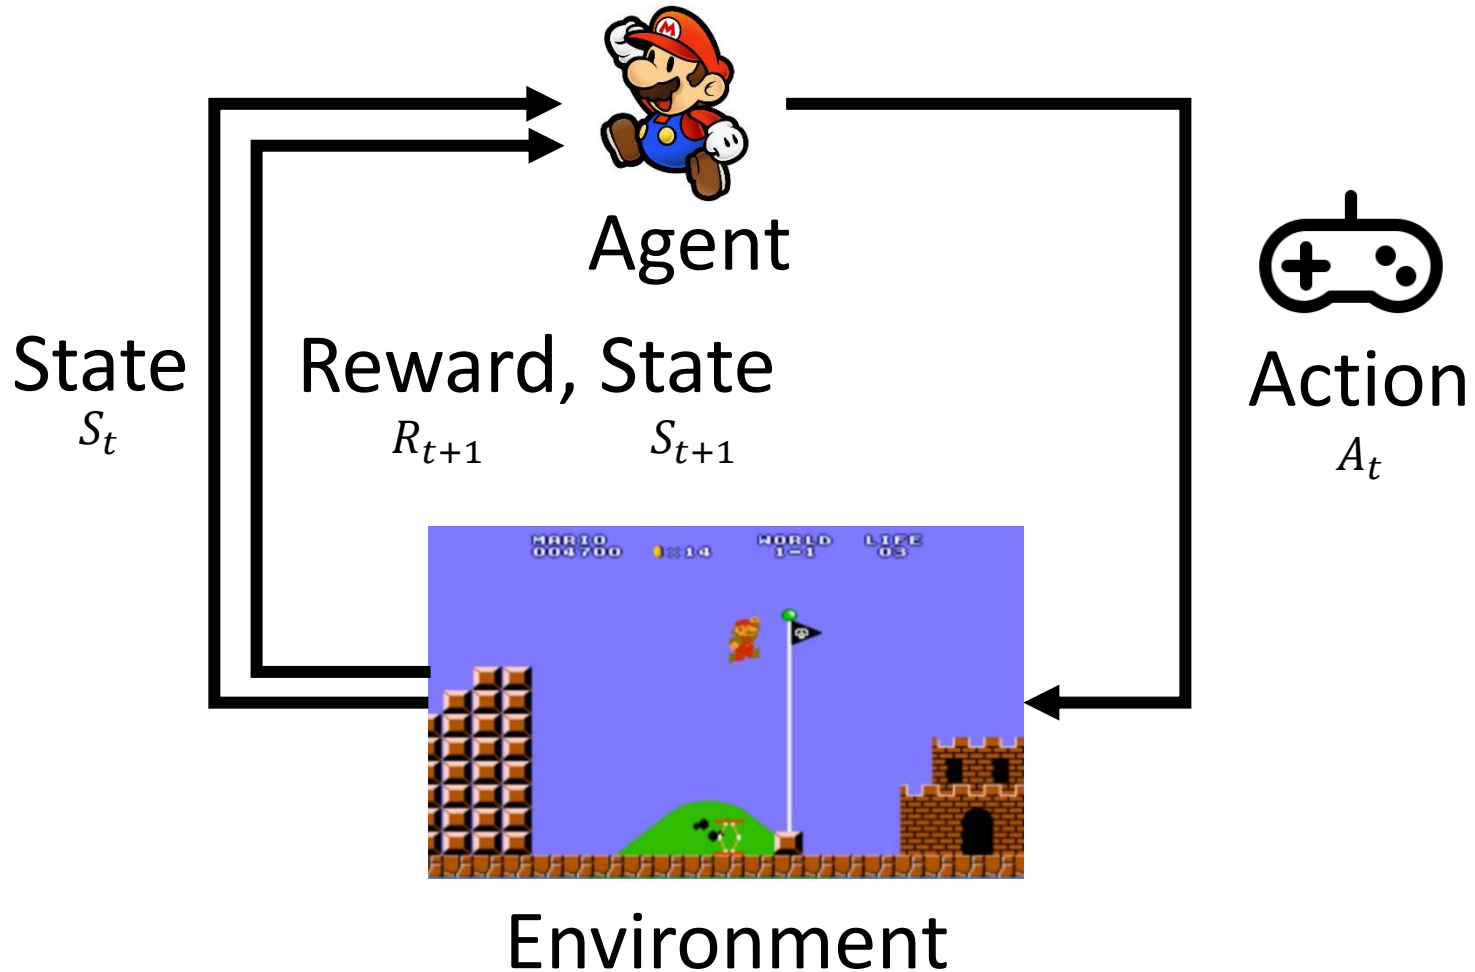 M
Agent
State
S_t
Reward, State
R_{t+1} S_{t+1}
Action
A_t
MARIO WORLD LIFE
004700 ×14 1-1 03
Environment